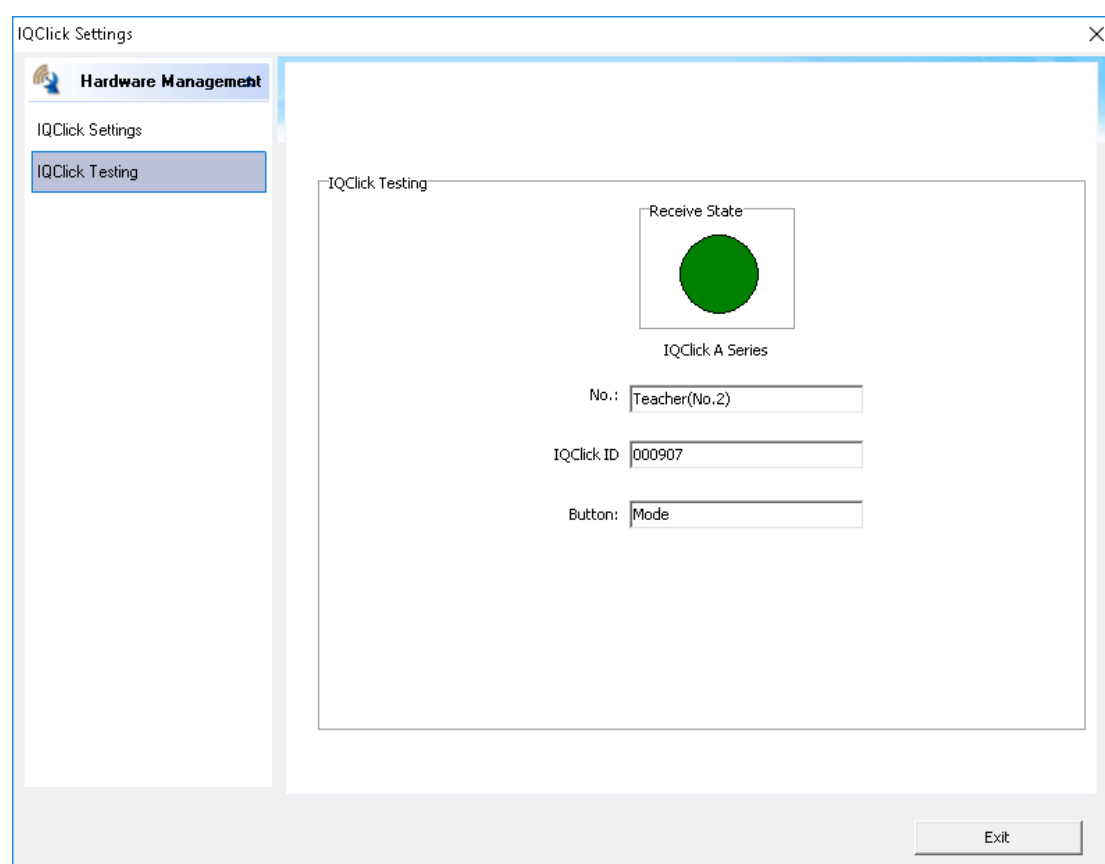 IQClick Settings
Hardware Management
IQClick Settings
IQClick Testing
IQClick Testing
Receive State
IQClick A Series
No.: Teacher(No.2)
IQClick ID 000907
Button: Mode
Exit